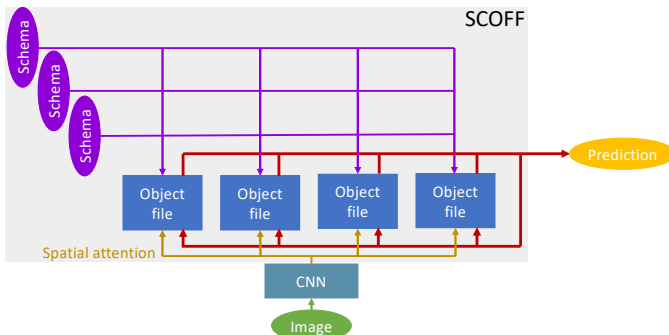 SCOFF
Schema
Schema
Schema
Prediction
Object
file
Object
file
Object
file
Object
file
Spatial attention
CNN
Image